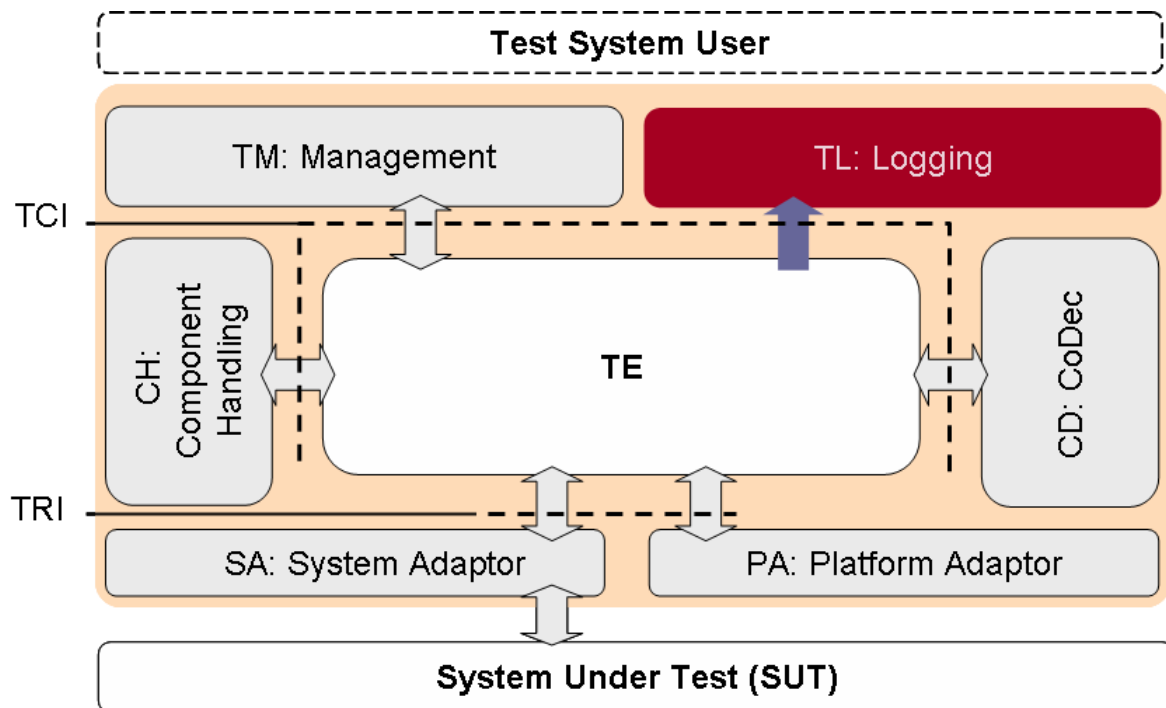 Test System User
TM: Management
TL: Logging
TCI
CH:
Component
Handling
TE
CD: CoDec
TRI
SA: System Adaptor
PA: Platform Adaptor
System Under Test (SUT)